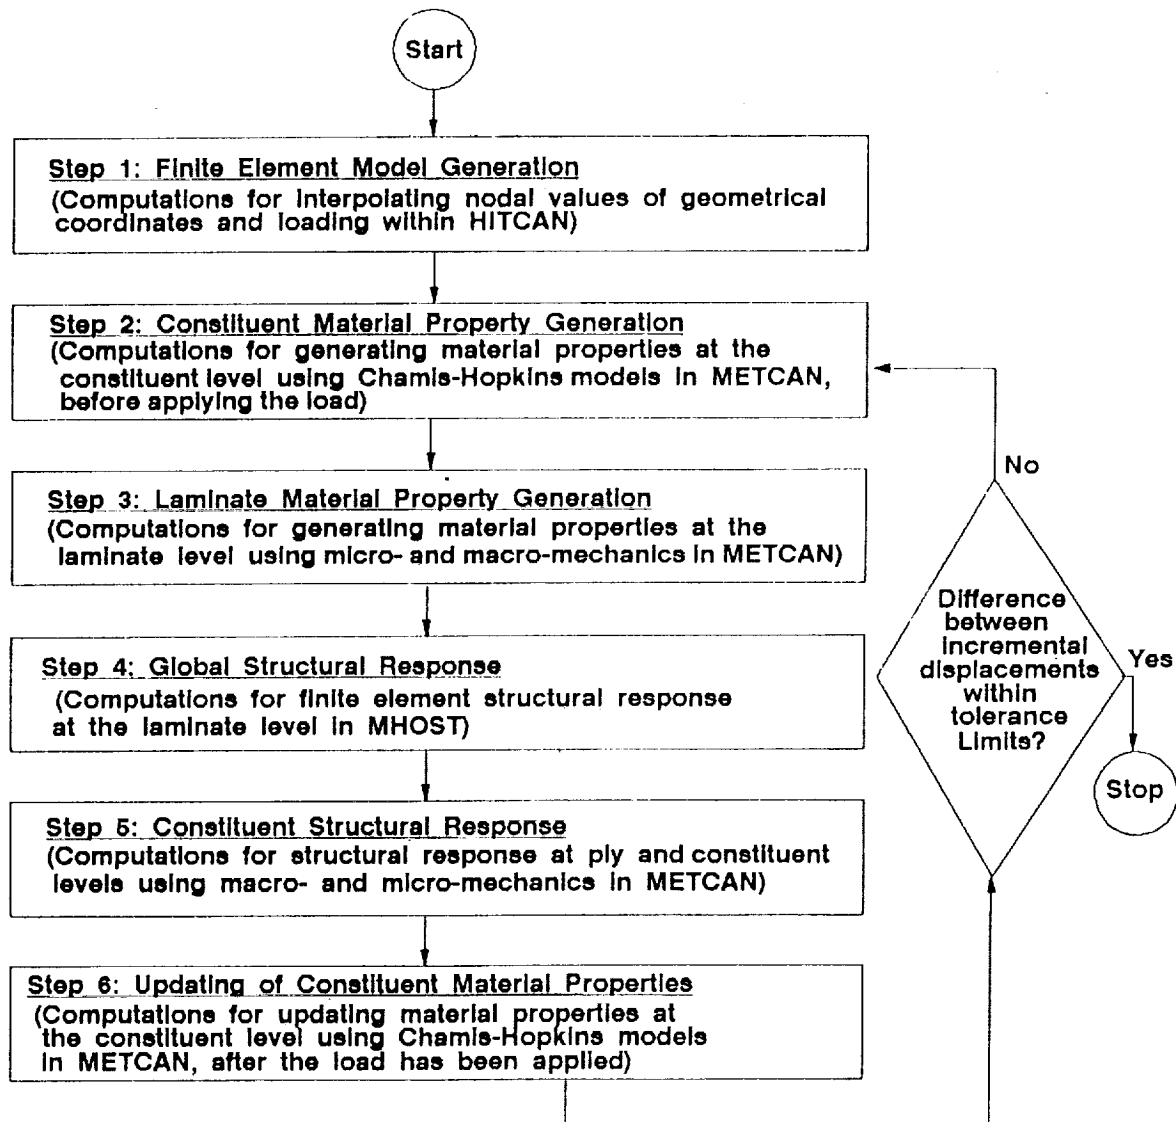 Start
Step 1: Finite Element Model Generation
(Computations for interpolating nodal values of geometrical
coordinates and loading within HITCAN)
Step 2: Constituent Material Property Generation
(Computations for generating material properties at the
constituent level using Chamis-Hopkins models in METCAN,
before applying the load)
Step 3: Laminate Material Property Generation
(Computations for generating material properties at the
laminate level using micro- and macro-mechanics in METCAN)
Step 4: Global Structural Response
(Computations for finite element structural response
at the laminate level in MHOST)
Step 5: Constituent Structural Response
(Computations for structural response at ply and constituent
levels using macro- and micro-mechanics in METCAN)
Step 6: Updating of Constituent Material Properties
(Computations for updating material properties at
the constituent level using Chamis-Hopkins models
in METCAN, after the load has been applied)
No
Difference
between
incremental
displacements
within
tolerance
Limits?
Yes
Stop